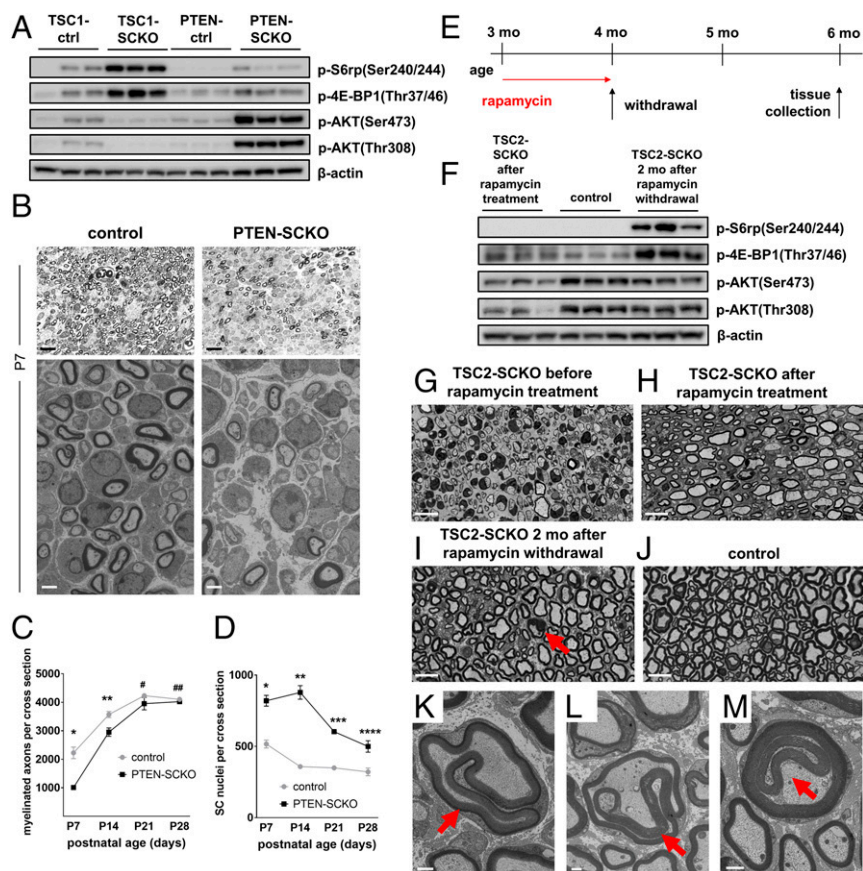 A
TSC1-
ctrl
TSC1-
SCKO
PTEN-
ctrl
PTEN-
SCKO
p-S6rp(Ser240/244)
p-4E-BP1(Thr37/46)
p-AKT(Ser473)
p-AKT(Thr308)
β-actin
B
control
PTEN-SCKO
P7
C
myelinated axons per cross section
5000
4000
3000
2000
1000
*
**
#
##
control
PTEN-SCKO
P7 P14 P21 P28
postnatal age (days)
D
SC nuclei per cross section
1000
500
0
*
**
***
****
control
PTEN-SCKO
P7 P14 P21 P28
postnatal age (days)
E
3 mo 4 mo 5 mo 6 mo
age
rapamycin
withdrawal
tissue
collection
F
TSC2-
SCKO
after
rapamycin
treatment
control
TSC2-SCKO
2 mo after
rapamycin
withdrawal
p-S6rp(Ser240/244)
p-4E-BP1(Thr37/46)
p-AKT(Ser473)
p-AKT(Thr308)
β-actin
G
TSC2-SCKO before
rapamycin treatment
H
TSC2-SCKO after
rapamycin treatment
I
TSC2-SCKO 2 mo after
rapamycin withdrawal
J
control
K
L
M